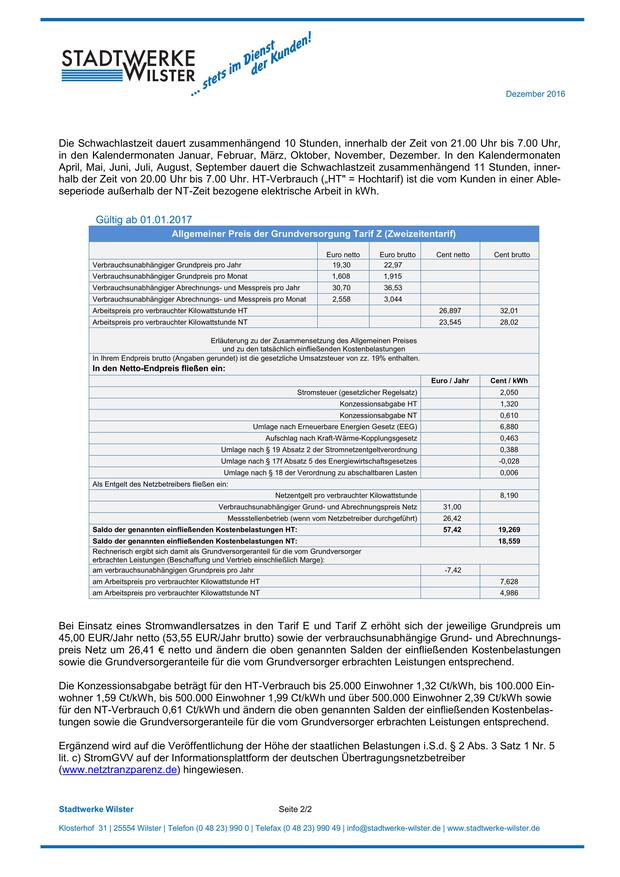 STADTWERKE
WILSTER
... stets im Dienst
der Kunden!
Dezember 2016
Die Schwachlastzeit dauert zusammenhängend 10 Stunden, innerhalb der Zeit von 21.00 Uhr bis 7.00 Uhr,
in den Kalendermonaten Januar, Februar, März, Oktober, November, Dezember. In den Kalendermonaten
April, Mai, Juni, Juli, August, September dauert die Schwachlastzeit zusammenhängend 11 Stunden, inner-
halb der Zeit von 20.00 Uhr bis 7.00 Uhr. HT-Verbrauch („HT" = Hochtarif) ist die vom Kunden in einer Able-
seperiode außerhalb der NT-Zeit bezogene elektrische Arbeit in kWh.
Gültig ab 01.01.2017
Allgemeiner Preis der Grundversorgung Tarif Z (Zweizeitentarif)
Euro netto Euro brutto Cent netto Cent brutto
Verbrauchsunabhängiger Grundpreis pro Jahr 19,30 22,97
Verbrauchsunabhängiger Grundpreis pro Monat 1,608 1,915
Verbrauchsunabhängiger Abrechnungs- und Messpreis pro Jahr 30,70 36,53
Verbrauchsunabhängiger Abrechnungs- und Messpreis pro Monat 2,558 3,044
Arbeitspreis pro verbrauchter Kilowattstunde HT 26,897 32,01
Arbeitspreis pro verbrauchter Kilowattstunde NT 23,545 28,02
Erläuterung zu der Zusammensetzung des Allgemeinen Preises
und zu den tatsächlich einfließenden Kostenbelastungen
In Ihrem Endpreis brutto (Angaben gerundet) ist die gesetzliche Umsatzsteuer von zz. 19% enthalten.
In den Netto-Endpreis fließen ein:
Euro / Jahr Cent / kWh
Stromsteuer (gesetzlicher Regelsatz) 2,050
Konzessionsabgabe HT 1,320
Konzessionsabgabe NT 0,610
Umlage nach Erneuerbare Energien Gesetz (EEG) 6,880
Aufschlag nach Kraft-Wärme-Kopplungsgesetz 0,463
Umlage nach § 19 Absatz 2 der Stromnetzentgeltverordnung 0,388
Umlage nach § 17f Absatz 5 des Energiewirtschaftsgesetzes -0,028
Umlage nach § 18 der Verordnung zu abschaltbaren Lasten 0,006
Als Entgelt des Netzbetreibers fließen ein:
Netzentgelt pro verbrauchter Kilowattstunde 8,190
Verbrauchsunabhängiger Grund- und Abrechnungspreis Netz 31,00
Messstellenbetrieb (wenn vom Netzbetreiber durchgeführt) 26,42
Saldo der genannten einfließenden Kostenbelastungen HT: 57,42 19,269
Saldo der genannten einfließenden Kostenbelastungen NT: 18,559
Rechnerisch ergibt sich damit als Grundversorgeranteil für die vom Grundversorger
erbrachten Leistungen (Beschaffung und Vertrieb einschließlich Marge):
am verbrauchsunabhängigen Grundpreis pro Jahr -7,42
am Arbeitspreis pro verbrauchter Kilowattstunde HT 7,628
am Arbeitspreis pro verbrauchter Kilowattstunde NT 4,986
Bei Einsatz eines Stromwandlersatzes in den Tarif E und Tarif Z erhöht sich der jeweilige Grundpreis um
45,00 EUR/Jahr netto (53,55 EUR/Jahr brutto) sowie der verbrauchsunabhängige Grund- und Abrechnungs-
preis Netz um 26,41 € netto und ändern die oben genannten Salden der einfließenden Kostenbelastungen
sowie die Grundversorgeranteile für die vom Grundversorger erbrachten Leistungen entsprechend.
Die Konzessionsabgabe beträgt für den HT-Verbrauch bis 25.000 Einwohner 1,32 Ct/kWh, bis 100.000 Ein-
wohner 1,59 Ct/kWh, bis 500.000 Einwohner 1,99 Ct/kWh und über 500.000 Einwohner 2,39 Ct/kWh sowie
für den NT-Verbrauch 0,61 Ct/kWh und ändern die oben genannten Salden der einfließenden Kostenbelas-
tungen sowie die Grundversorgeranteile für die vom Grundversorger erbrachten Leistungen entsprechend.
Ergänzend wird auf die Veröffentlichung der Höhe der staatlichen Belastungen i.S.d. § 2 Abs. 3 Satz 1 Nr. 5
lit. c) StromGVV auf der Informationsplattform der deutschen Übertragungsnetzbetreiber
(www.netztranzparenz.de) hingewiesen.
Stadtwerke Wilster Seite 2/2
Klosterhof 31 | 25554 Wilster | Telefon (0 48 23) 990 0 | Telefax (0 48 23) 990 49 | info@stadtwerke-wilster.de | www.stadtwerke-wilster.de